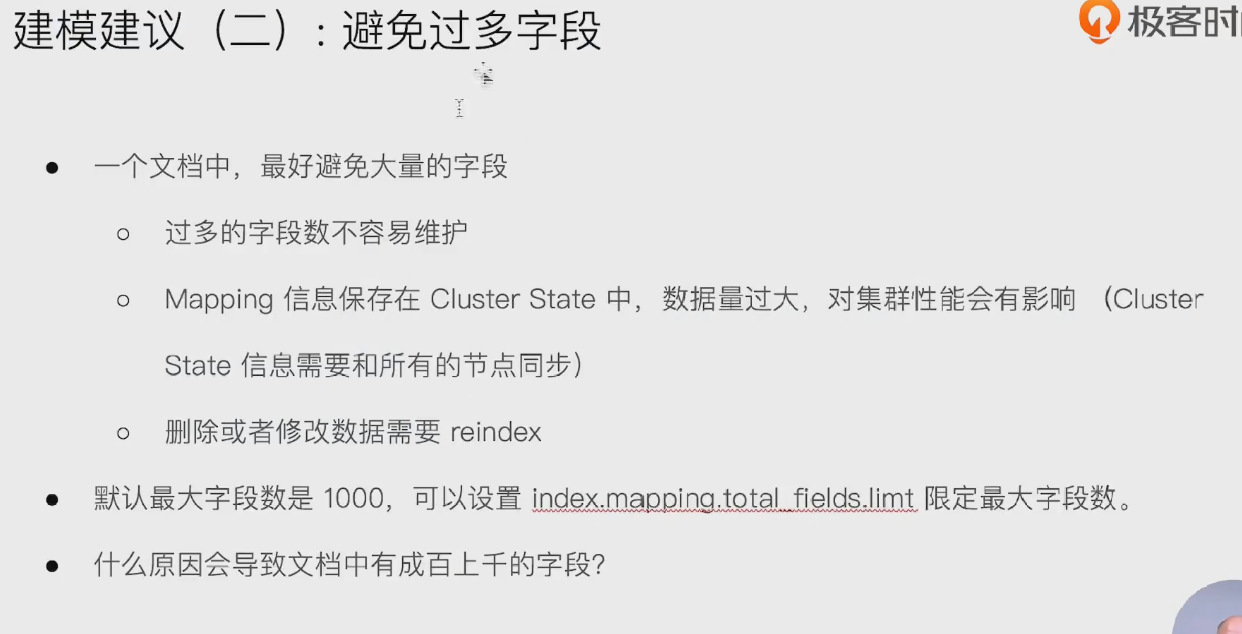 建模建议（二）：避免过多字段
极客时
● 一个文档中，最好避免大量的字段
○ 过多的字段数不容易维护
○ Mapping 信息保存在 Cluster State 中，数据量过大，对集群性能会有影响 （Cluster
State 信息需要和所有的节点同步）
○ 删除或者修改数据需要 reindex
● 默认最大字段数是 1000，可以设置 index.mapping.total_fields.limt 限定最大字段数。
● 什么原因会导致文档中有成百上千的字段？